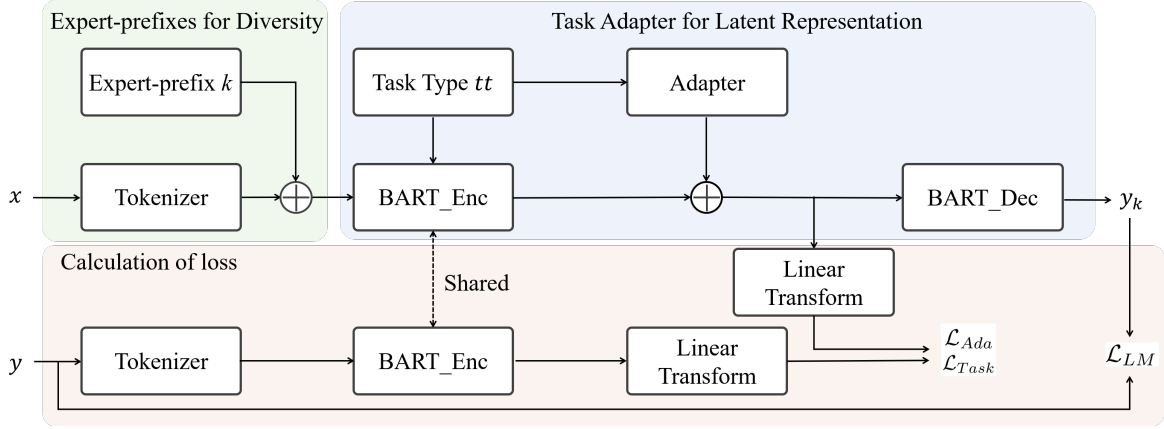 Expert-prefixes for Diversity
Task Adapter for Latent Representation
Expert-prefix k
Task Type tt
Adapter
x
Tokenizer
BART_Enc
BART_Dec
y_k
Calculation of loss
Shared
Linear
Transform
y
Tokenizer
BART_Enc
Linear
Transform
ℒ_Ada
ℒ_Task
ℒ_LM